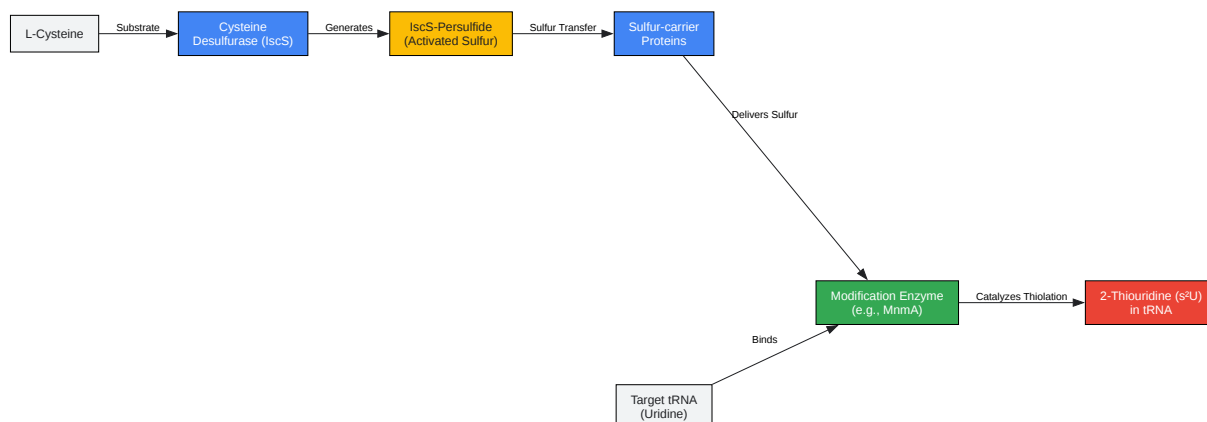 L-Cysteine
Substrate
Cysteine
Desulfurase (IscS)
Generates
IscS-Persulfide
(Activated Sulfur)
Sulfur Transfer
Sulfur-carrier
Proteins
Delivers Sulfur
Modification Enzyme
(e.g., MnmA)
Catalyzes Thiolation
2-Thiouridine (s²U)
in tRNA
Binds
Target tRNA
(Uridine)